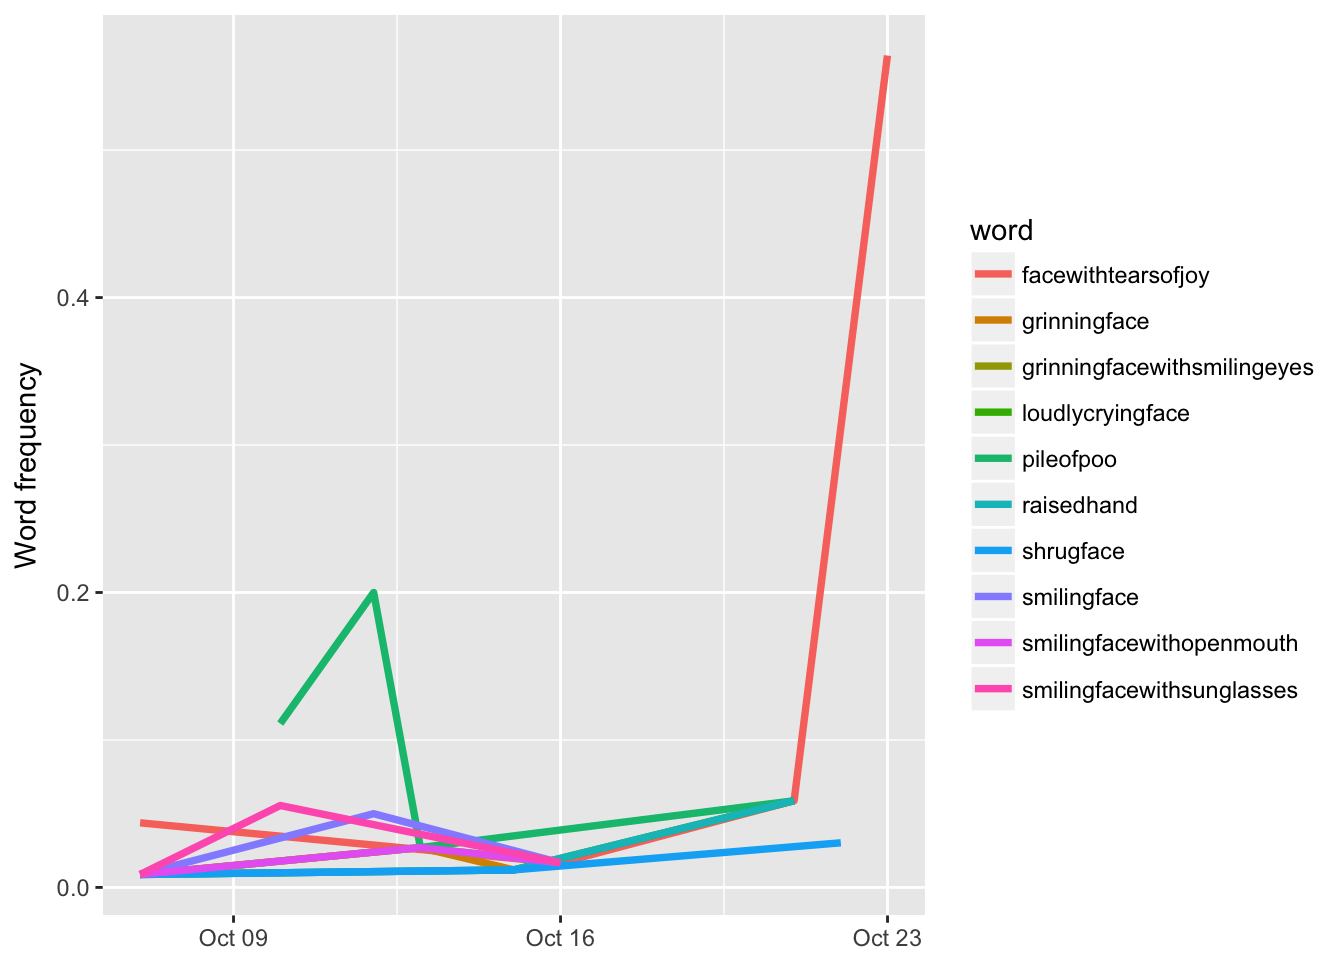 Word frequency
0.4
0.2
0.0
Oct 09
Oct 16
Oct 23
word
facewithtearsofjoy
grinningface
grinningfacewithsmilingeyes
loudlycryingface
pileofpoo
raisedhand
shrugface
smilingface
smilingfacewithopenmouth
smilingfacewithsunglasses